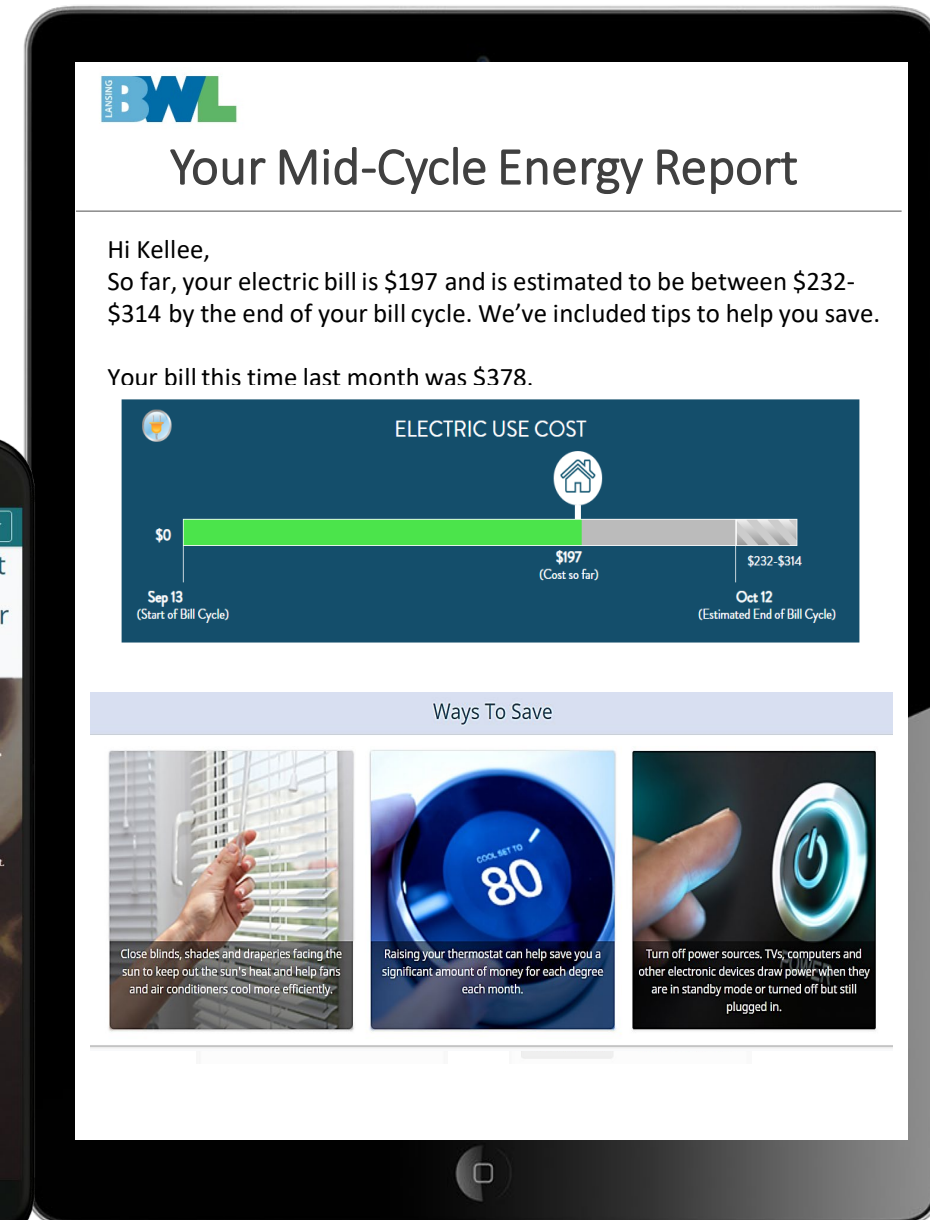 LANSING
BWL
Your Mid-Cycle Energy Report
Hi Kellee,
So far, your electric bill is $197 and is estimated to be between $232-
$314 by the end of your bill cycle. We’ve included tips to help you save.
Your bill this time last month was $378.
ELECTRIC USE COST
$0
$197
(Cost so far)
$232-$314
Sep 13
(Start of Bill Cycle)
Oct 12
(Estimated End of Bill Cycle)
Ways To Save
COOL SET TO
80
POWER
Close blinds, shades and draperies facing the
sun to keep out the sun's heat and help fans
and air conditioners cool more efficiently.
Raising your thermostat can help save you a
significant amount of money for each degree
each month.
Turn off power sources. TVs, computers and
other electronic devices draw power when they
are in standby mode or turned off but still
plugged in.